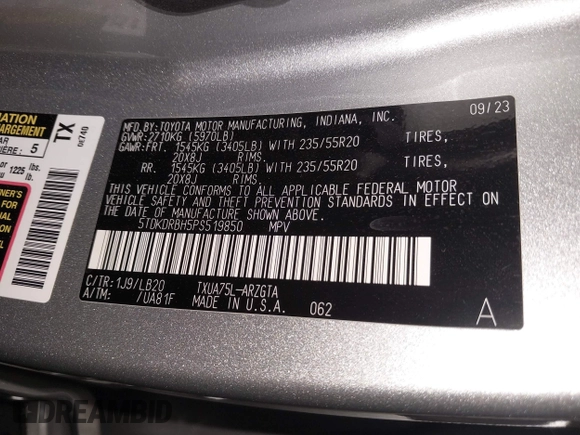 09/23
MFD.BY:TOYOTA MOTOR MANUFACTURING, INDIANA, INC.
GVWR:2710KG (5970LB)
GAWR:FRT. 1545KG (3405LB) WITH 235/55R20 TIRES,
20X8J RIMS.
RR. 1545KG (3405LB) WITH 235/55R20 TIRES,
20X8J RIMS.
THIS VEHICLE CONFORMS TO ALL APPLICABLE FEDERAL MOTOR
VEHICLE SAFETY AND THEFT PREVENTION STANDARDS IN EFFECT ON
THE DATE OF MANUFACTURE SHOWN ABOVE.
5TDKDRBH5PS519850 MPV
C/TR:1J9/LB20 TXUA75L-ARZGTA
A/TM: /UA81F MADE IN U.S.A. 062
A
TX
5
or 1225 lbs.
DREAMBID